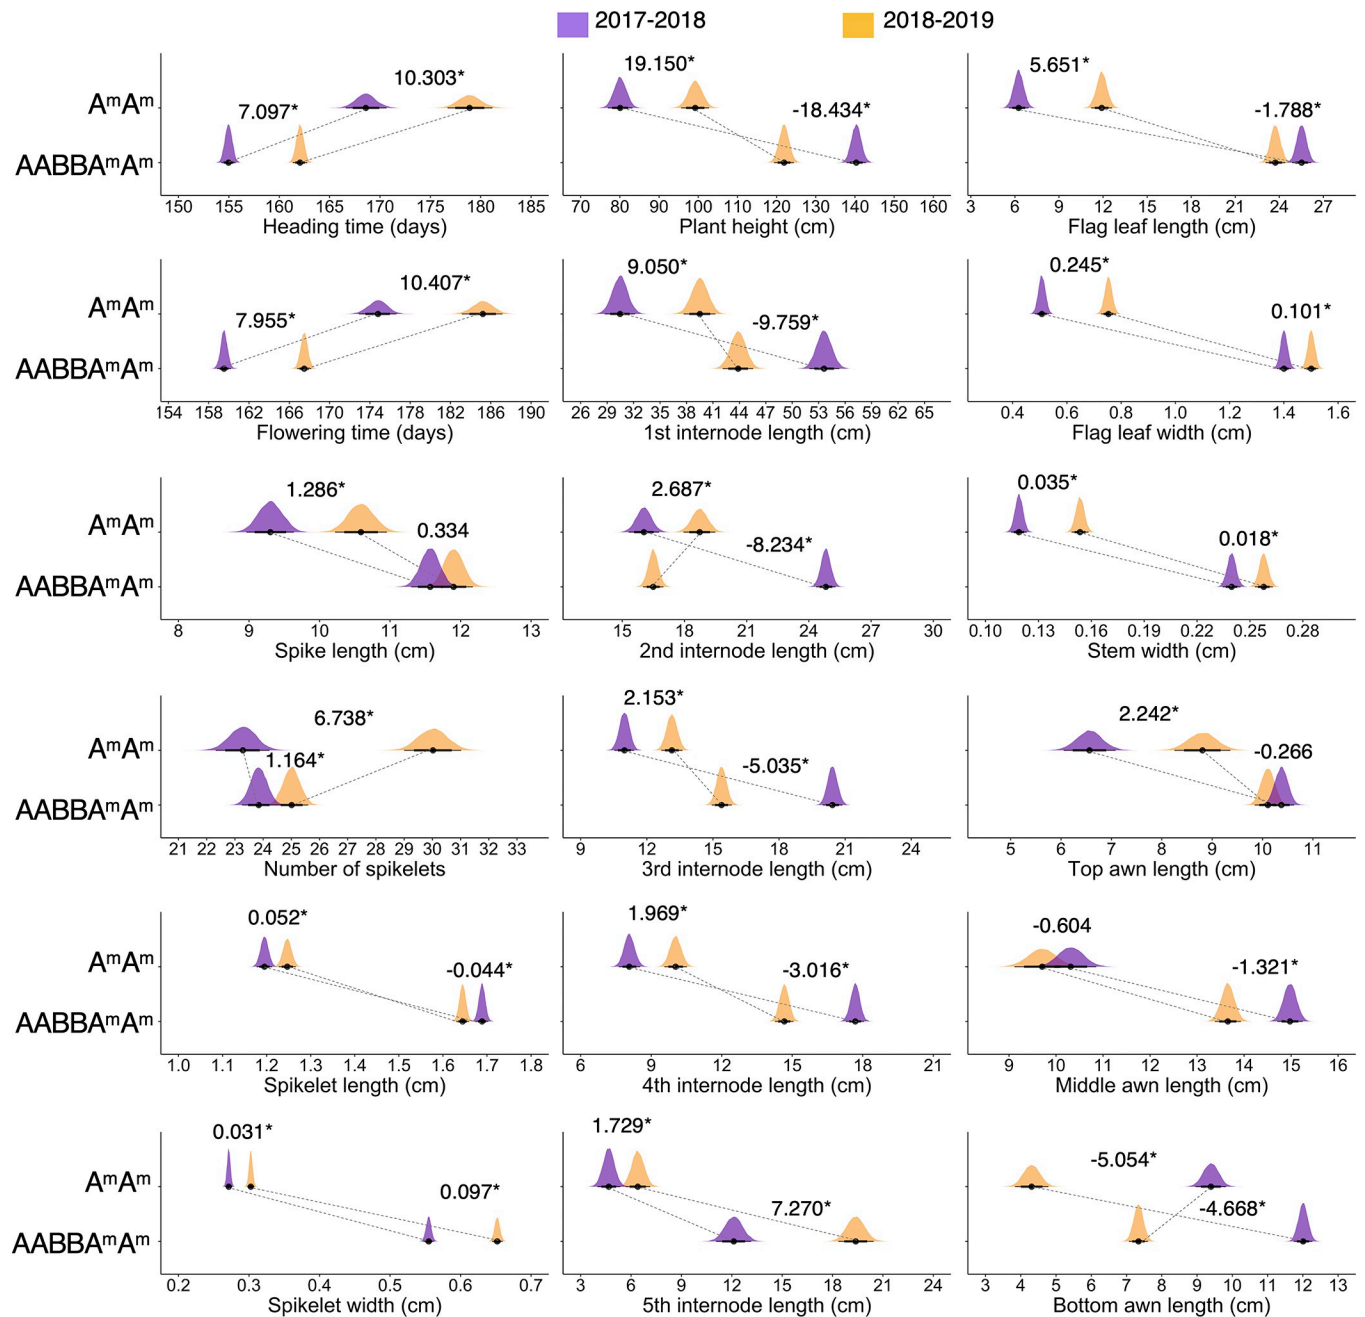 2017-2018 2018-2019
10.303* 19.150* 5.651*
AᵐAᵐ 7.097* -18.434* -1.788*
AABBAᵐAᵐ
150 155 160 165 170 175 180 185 70 80 90 100 110 120 130 140 150 160 3 6 9 12 15 18 21 24 27
Heading time (days) Plant height (cm) Flag leaf length (cm)
10.407* 9.050* 0.245*
AᵐAᵐ 7.955* -9.759* 0.101*
AABBAᵐAᵐ
154 158 162 166 170 174 178 182 186 190 26 29 32 35 38 41 44 47 50 53 56 59 62 65 0.4 0.6 0.8 1.0 1.2 1.4 1.6
Flowering time (days) 1st internode length (cm) Flag leaf width (cm)
1.286* 2.687* 0.035*
AᵐAᵐ 0.334 -8.234* 0.018*
AABBAᵐAᵐ
8 9 10 11 12 13 15 18 21 24 27 30 0.10 0.13 0.16 0.19 0.22 0.25 0.28
Spike length (cm) 2nd internode length (cm) Stem width (cm)
6.738* 2.153* 2.242*
AᵐAᵐ 1.164* -5.035* -0.266
AABBAᵐAᵐ
21 22 23 24 25 26 27 28 29 30 31 32 33 9 12 15 18 21 24 5 6 7 8 9 10 11
Number of spikelets 3rd internode length (cm) Top awn length (cm)
0.052* 1.969* -0.604
AᵐAᵐ -0.044* -3.016* -1.321*
AABBAᵐAᵐ
1.0 1.1 1.2 1.3 1.4 1.5 1.6 1.7 1.8 6 9 12 15 18 21 9 10 11 12 13 14 15 16
Spikelet length (cm) 4th internode length (cm) Middle awn length (cm)
0.031* 1.729* -5.054*
AᵐAᵐ 0.097* 7.270* -4.668*
AABBAᵐAᵐ
0.2 0.3 0.4 0.5 0.6 0.7 3 6 9 12 15 18 21 24 3 4 5 6 7 8 9 10 11 12 13
Spikelet width (cm) 5th internode length (cm) Bottom awn length (cm)